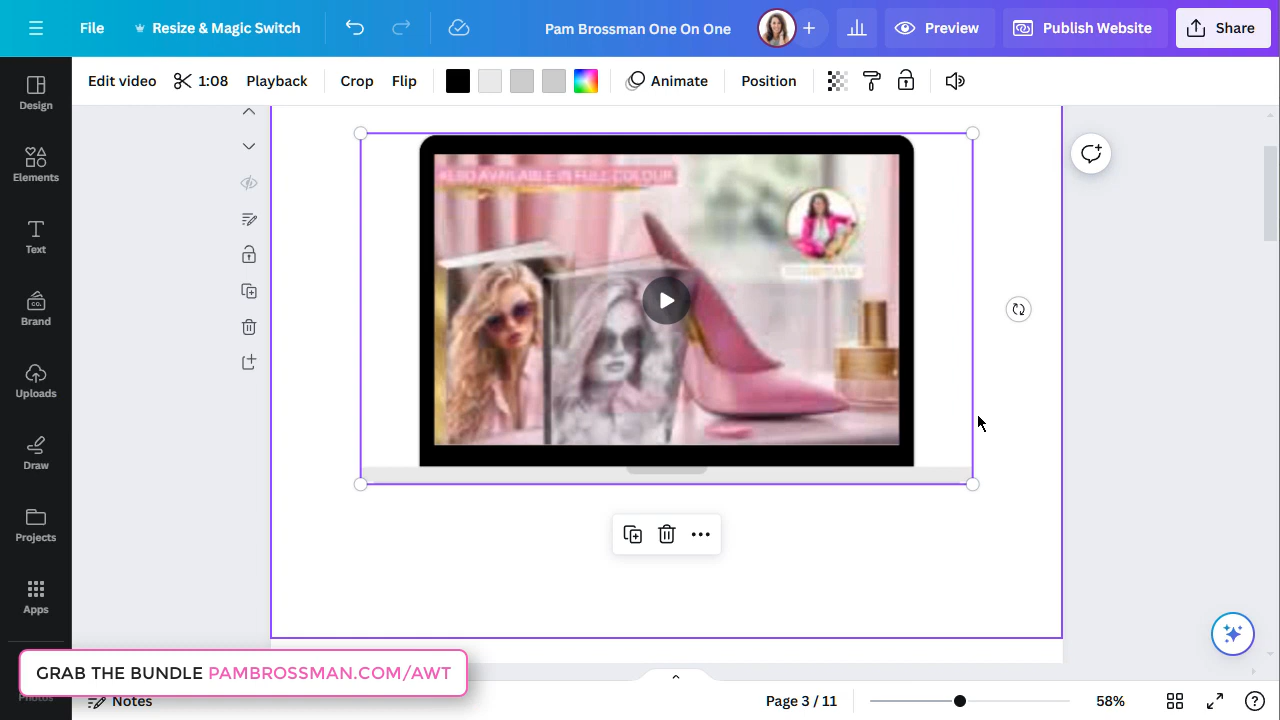 File
Resize & Magic Switch
Pam Brossman One On One
Preview
Publish Website
Share
Edit video
1:08
Playback
Crop
Flip
Animate
Position
Design
Elements
Text
Brand
Uploads
Draw
Projects
Apps
Photos
ALSO AVAILABLE IN FULL COLOUR
GRAB THE BUNDLE PAMBROSSMAN.COM/AWT
Notes
Page 3 / 11
58%